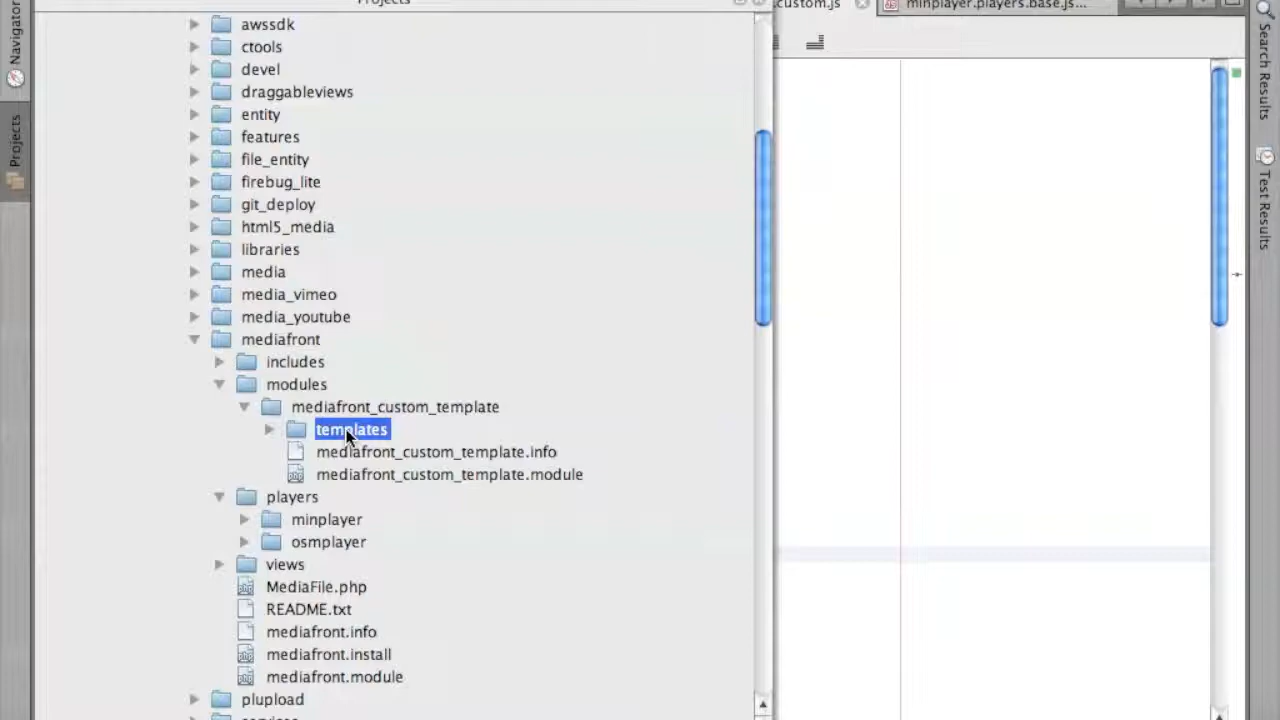 Projects
custom.js
minplayer.players.base.js...
Navigator
Projects
awssdk
ctools
devel
draggableviews
entity
features
file_entity
firebug_lite
git_deploy
html5_media
libraries
media
media_vimeo
media_youtube
mediafront
includes
modules
mediafront_custom_template
templates
mediafront_custom_template.info
mediafront_custom_template.module
players
minplayer
osmplayer
views
MediaFile.php
README.txt
mediafront.info
mediafront.install
mediafront.module
plupload
services
Search Results
Test Results